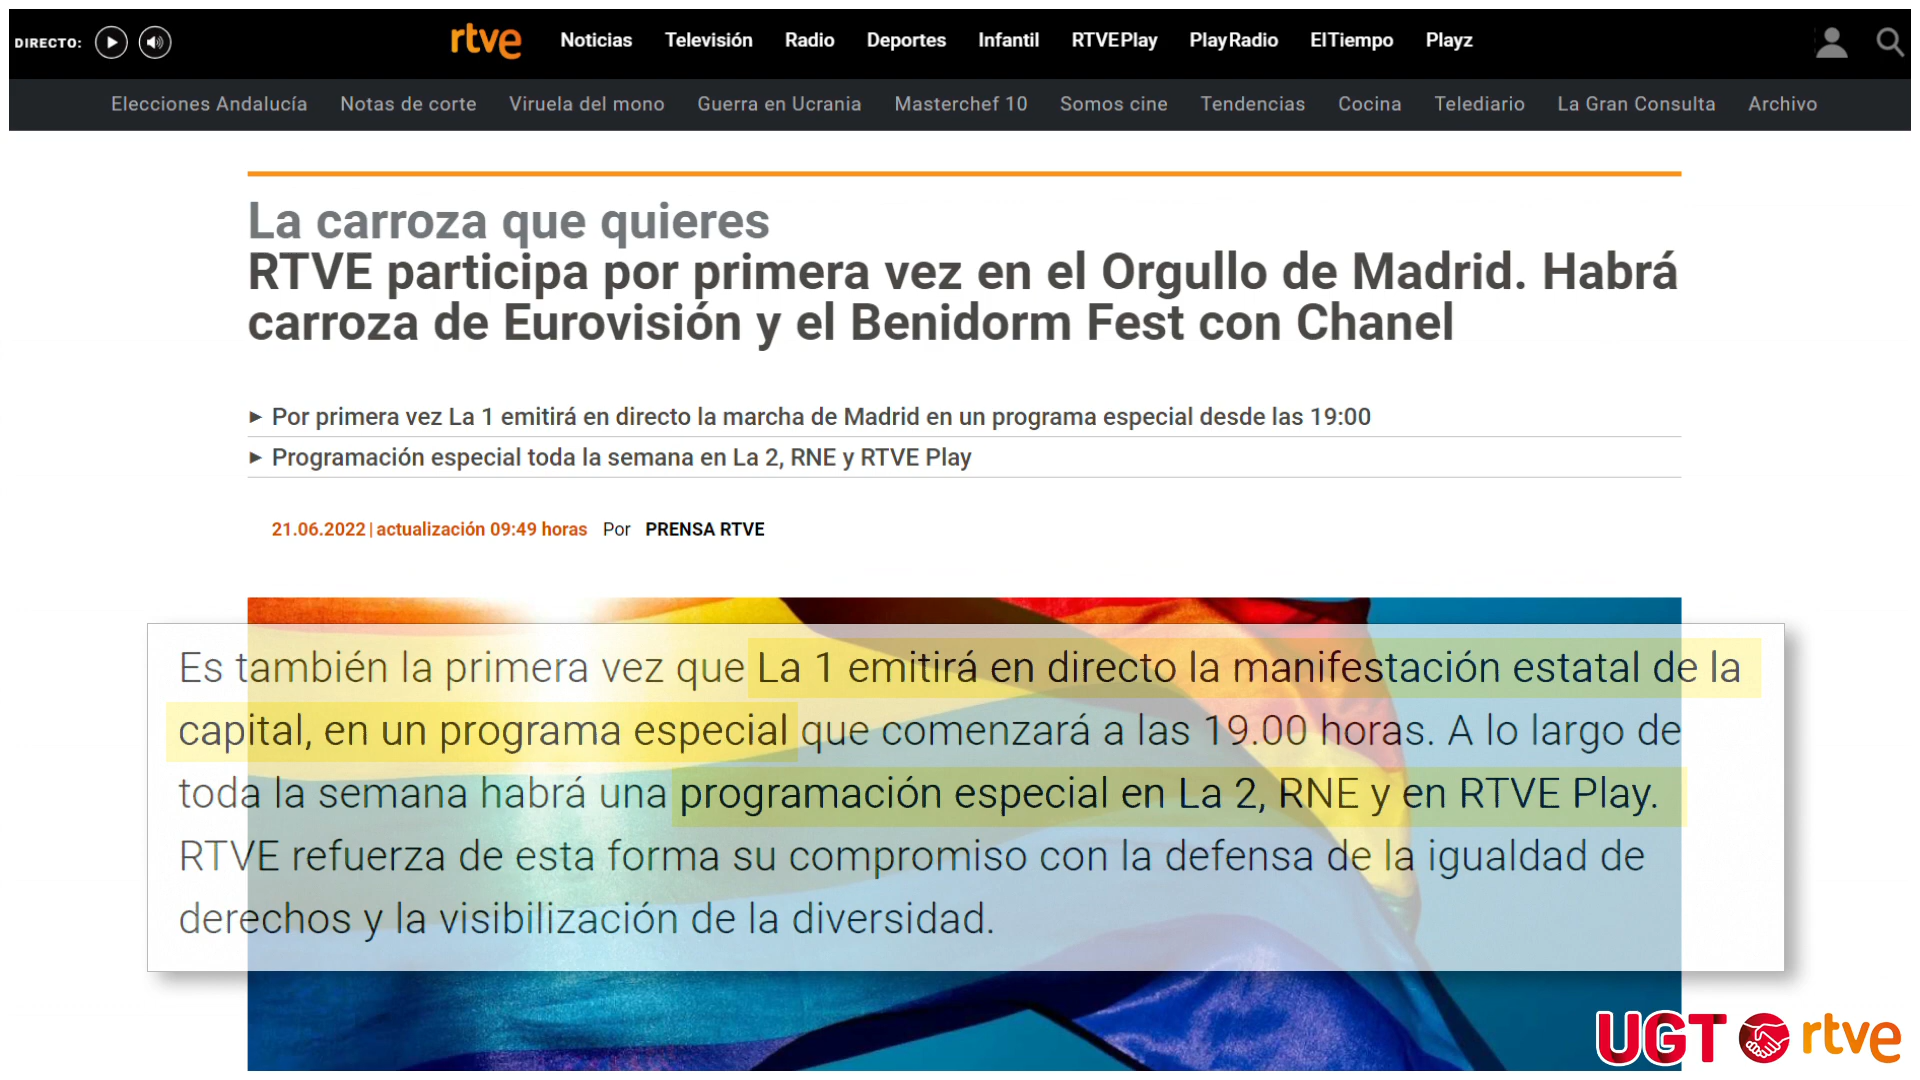 DIRECTO:
rtve Noticias Televisión Radio Deportes Infantil RTVEPlay PlayRadio ElTiempo Playz
Elecciones Andalucía Notas de corte Viruela del mono Guerra en Ucrania Masterchef 10 Somos cine Tendencias Cocina Telediario La Gran Consulta Archivo
La carroza que quieres
RTVE participa por primera vez en el Orgullo de Madrid. Habrá
carroza de Eurovisión y el Benidorm Fest con Chanel
► Por primera vez La 1 emitirá en directo la marcha de Madrid en un programa especial desde las 19:00
► Programación especial toda la semana en La 2, RNE y RTVE Play
21.06.2022 | actualización 09:49 horas Por PRENSA RTVE
Es también la primera vez que La 1 emitirá en directo la manifestación estatal de la
capital, en un programa especial que comenzará a las 19.00 horas. A lo largo de
toda la semana habrá una programación especial en La 2, RNE y en RTVE Play.
RTVE refuerza de esta forma su compromiso con la defensa de la igualdad de
derechos y la visibilización de la diversidad.
UGT rtve